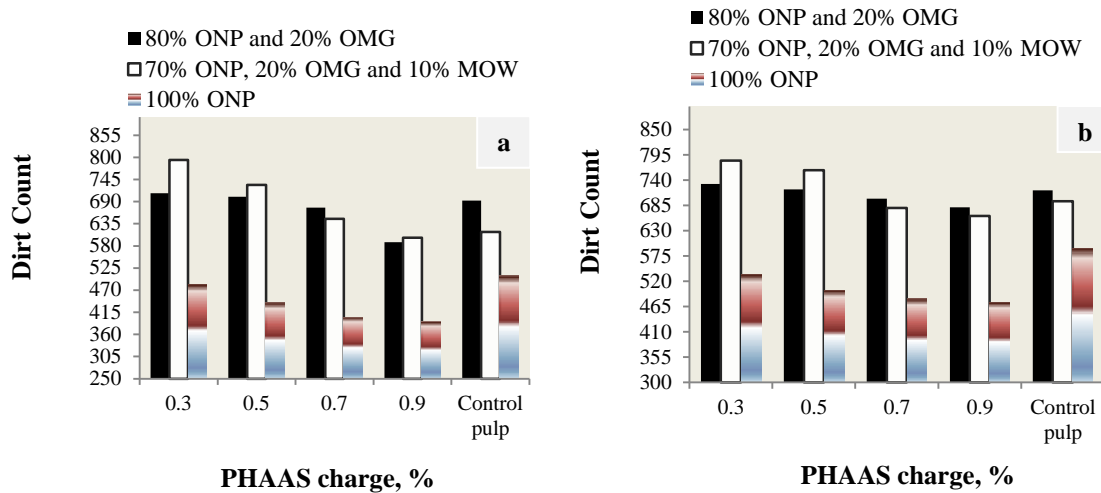 80% ONP and 20% OMG
70% ONP, 20% OMG and 10% MOW
100% ONP
a
Dirt Count
855
800
745
690
635
580
525
470
415
360
305
250
0.3 0.5 0.7 0.9 Control
pulp
PHAAS charge, %
80% ONP and 20% OMG
70% ONP, 20% OMG and 10% MOW
100% ONP
b
Dirt Count
850
795
740
685
630
575
520
465
410
355
300
0.3 0.5 0.7 0.9 Control
pulp
PHAAS charge, %